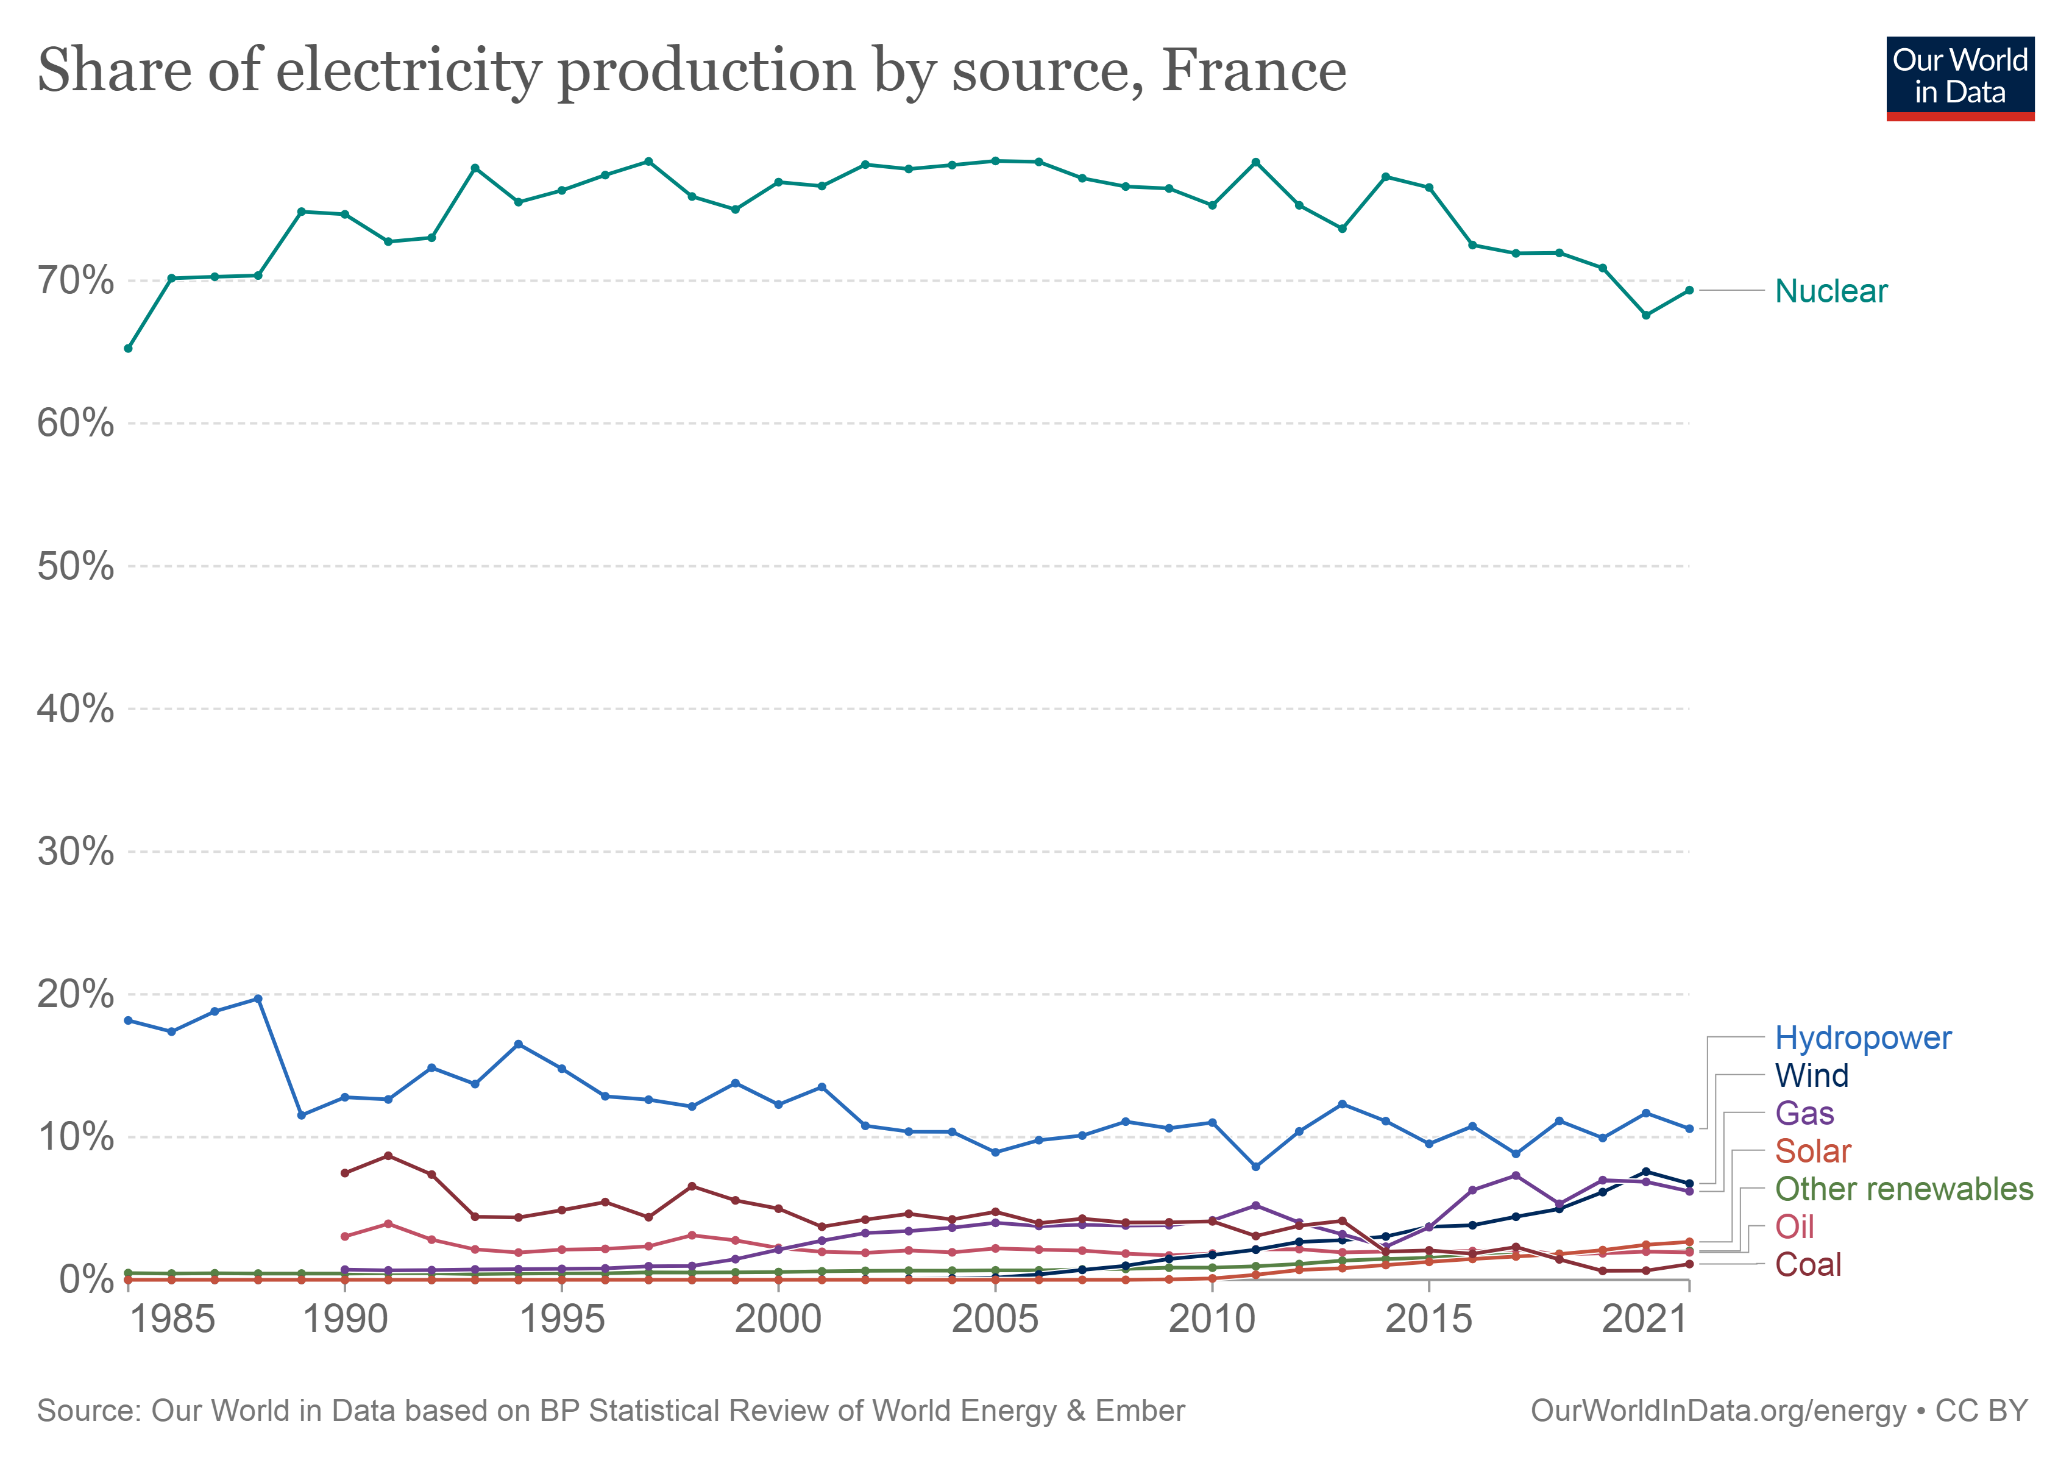 Share of electricity production by source, France
Our World
in Data
70%
60%
50%
40%
30%
20%
10%
0%
Nuclear
Hydropower
Wind
Gas
Solar
Other renewables
Oil
Coal
1985 1990 1995 2000 2005 2010 2015 2021
Source: Our World in Data based on BP Statistical Review of World Energy & Ember
OurWorldInData.org/energy • CC BY